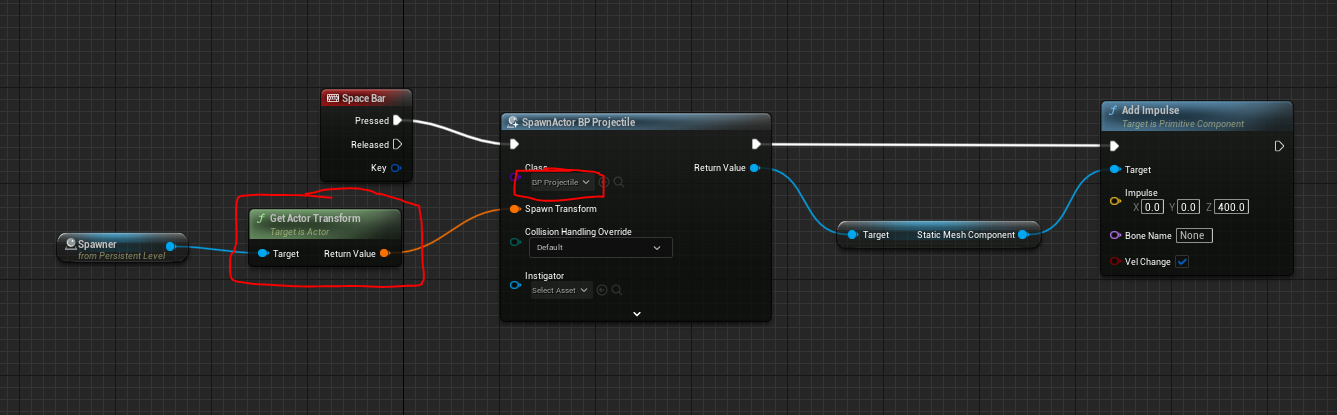 Space Bar
Pressed
Released
Key
Get Actor Transform
Target is Actor
Target
Return Value
Spawner
from Persistent Level
SpawnActor BP Projectile
Class
BP Projectile
Return Value
Spawn Transform
Collision Handling Override
Default
Instigator
Select Asset
Target
Static Mesh Component
Add Impulse
Target is Primitive Component
Target
Impulse
X 0.0 Y 0.0 Z 400.0
Bone Name None
Vel Change